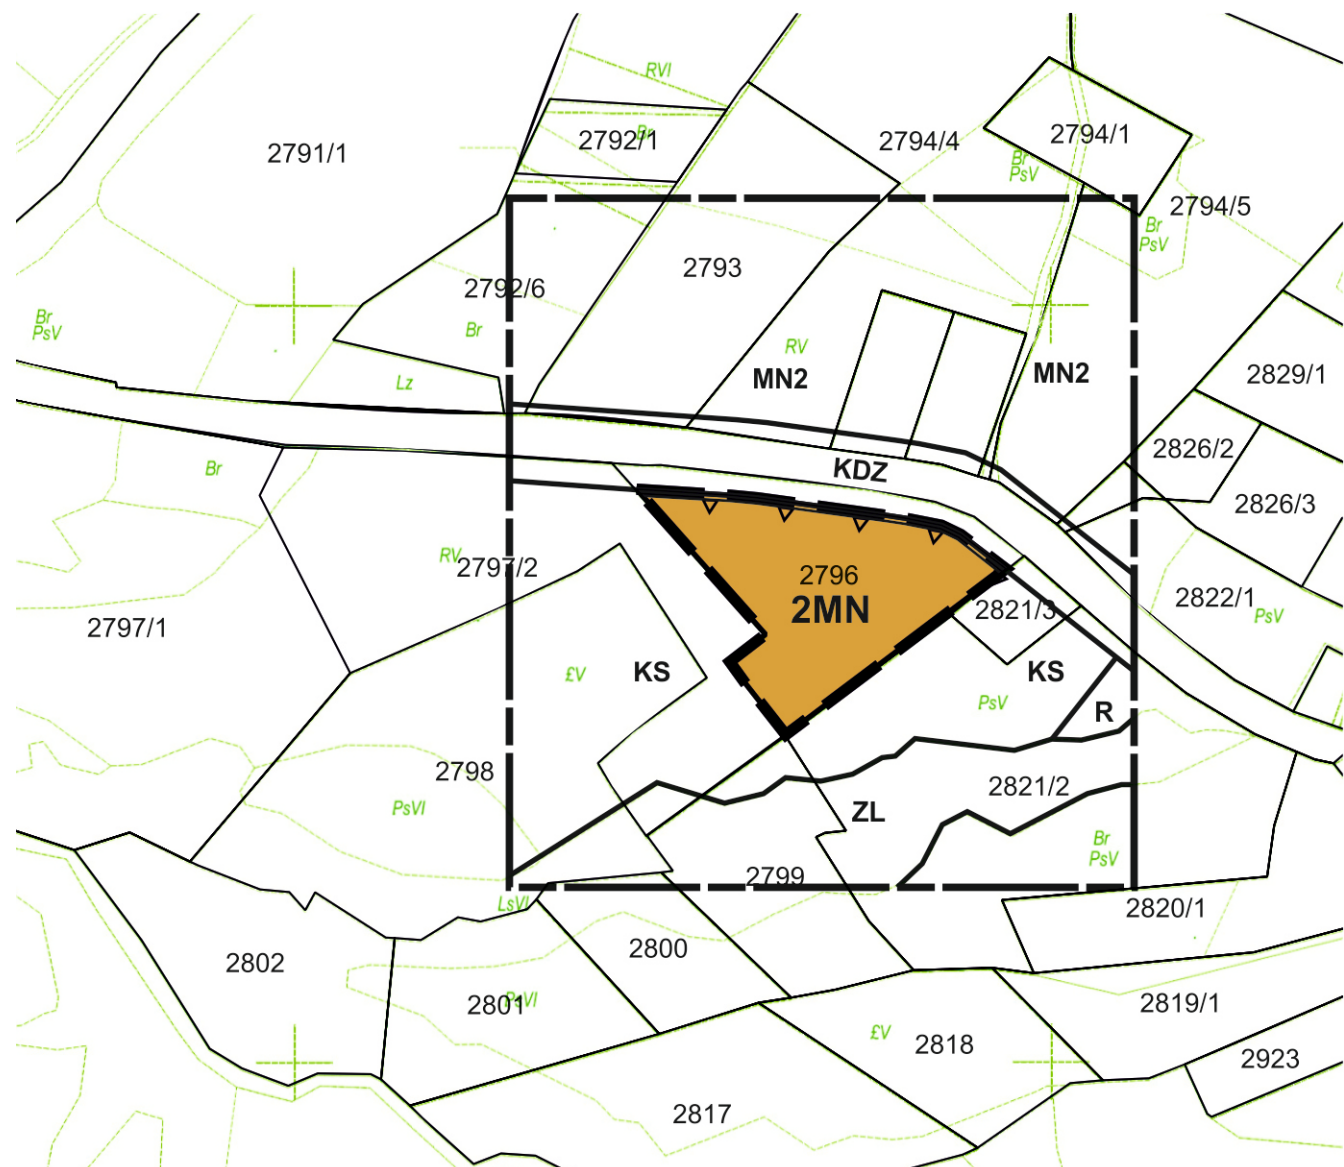 RVI
2792/1
Br
2794/4
2794/1
2791/1
Br
PsV
2794/5
Br
PsV
2793
2792/6
Br
PsV
Br
RV
MN2
MN2
2829/1
Lz
2826/2
KDZ
Br
2826/3
RV
2797/2
2796
2MN
2821/3
2822/1
PsV
2797/1
£V
KS
KS
PsV
R
2798
2821/2
PsVI
ZL
Br
PsV
2799
LsVI
2820/1
2802
2800
2801
PsVI
2819/1
£V
2818
2923
2817